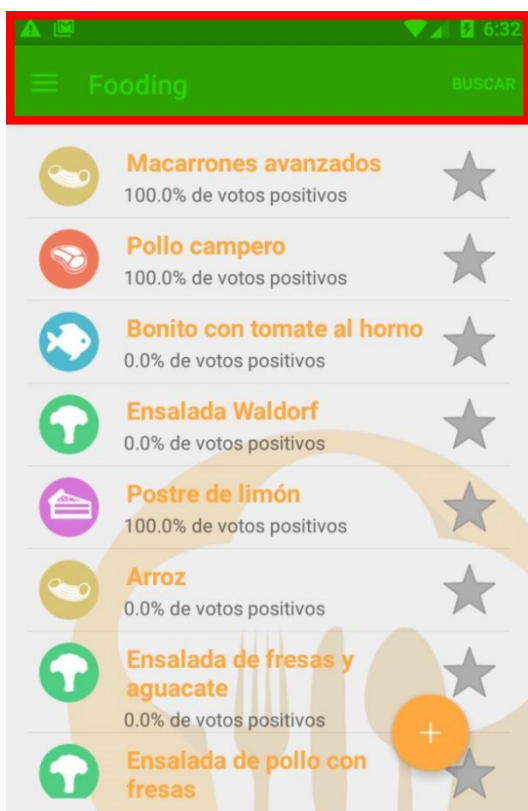 6:32
Fooding
BUSCAR
Macarrones avanzados
100.0% de votos positivos
Pollo campero
100.0% de votos positivos
Bonito con tomate al horno
0.0% de votos positivos
Ensalada Waldorf
0.0% de votos positivos
Postre de limón
100.0% de votos positivos
Arroz
0.0% de votos positivos
Ensalada de fresas y
aguacate
0.0% de votos positivos
Ensalada de pollo con
fresas